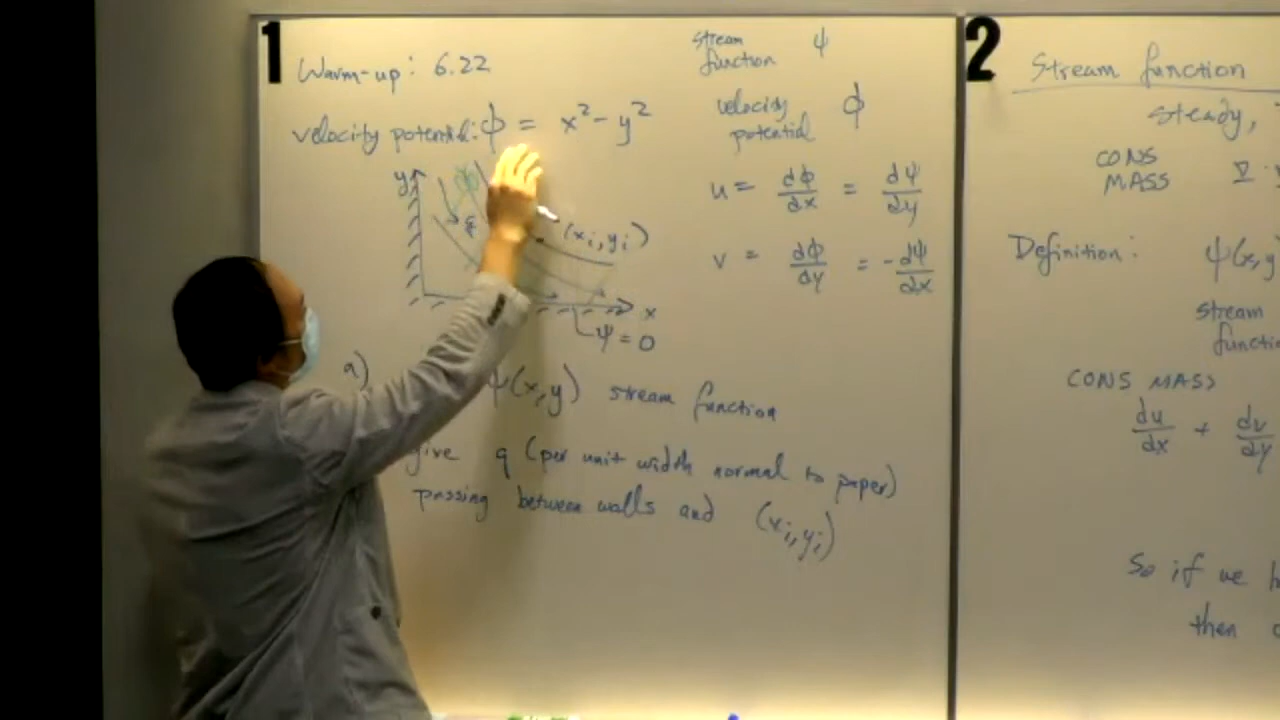 1
Warm-up: 6.22
velocity potential: ϕ = x² - y²
y
(xᵢ, yᵢ)
x
ψ = 0
a)
ψ(x,y) stream function
give q (per unit width normal to paper)
passing between walls and (xᵢ, yᵢ)
stream function ψ
velocity potential ϕ
u = dϕ/dx = dψ/dy
v = dϕ/dy = -dψ/dx
2
Stream function
steady,
CONS MASS ∇ ·
Definition: ψ(x,y
stream
CONS MASS
du/dx + dv/dy
So if we
then